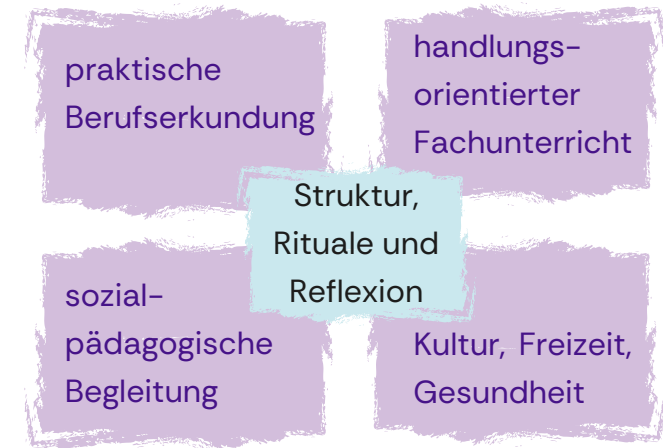 praktische
Berufserkundung
handlungs-
orientierter
Fachunterricht
Struktur,
Rituale und
Reflexion
sozial-
pädagogische
Begleitung
Kultur, Freizeit,
Gesundheit